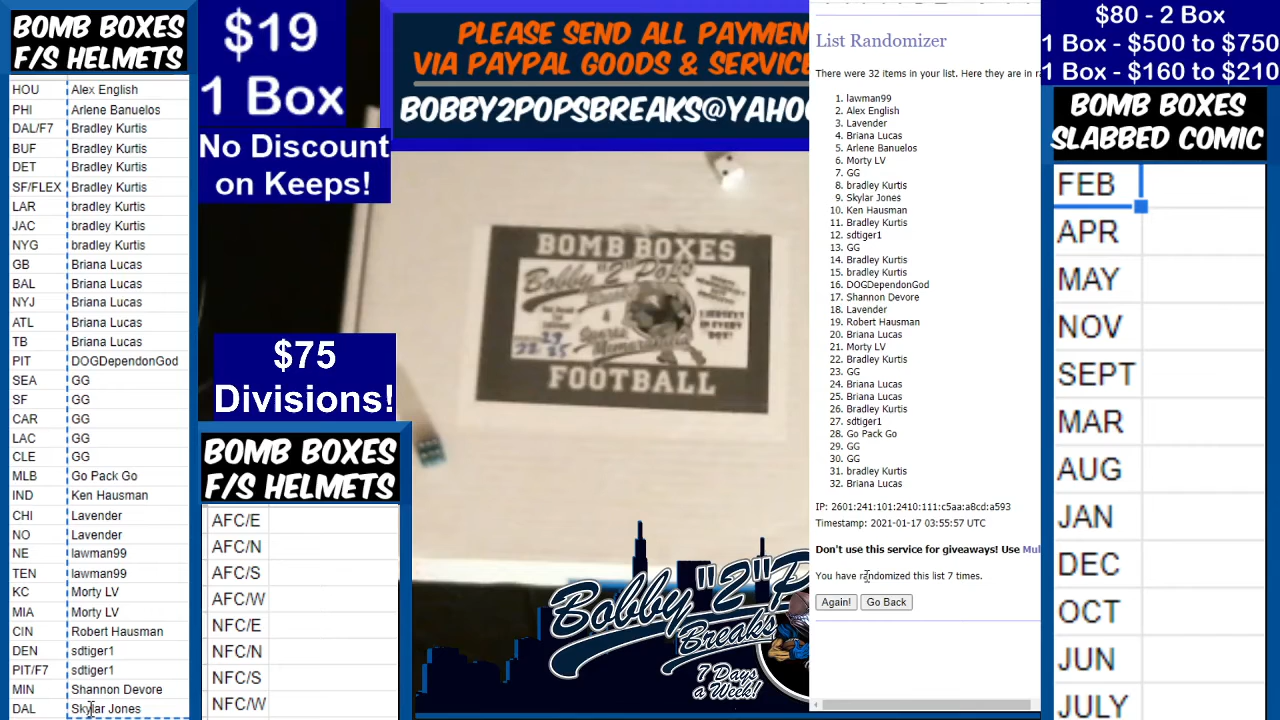 BOMB BOXES
F/S HELMETS
HOU Alex English
PHI Arlene Banuelos
DAL/F7 Bradley Kurtis
BUF Bradley Kurtis
DET Bradley Kurtis
SF/FLEX Bradley Kurtis
LAR bradley Kurtis
JAC bradley Kurtis
NYG bradley Kurtis
GB Briana Lucas
BAL Briana Lucas
NYJ Briana Lucas
ATL Briana Lucas
TB Briana Lucas
PIT DOGDependonGod
SEA GG
SF GG
CAR GG
LAC GG
CLE GG
MLB Go Pack Go
IND Ken Hausman
CHI Lavender
NO Lavender
NE lawman99
TEN lawman99
KC Morty LV
MIA Morty LV
CIN Robert Hausman
DEN sdtiger1
PIT/F7 sdtiger1
MIN Shannon Devore
DAL Skylar Jones
$19
1 Box
No Discount
on Keeps!
$75
Divisions!
BOMB BOXES
F/S HELMETS
AFC/E
AFC/N
AFC/S
AFC/W
NFC/E
NFC/N
NFC/S
NFC/W
PLEASE SEND ALL PAYMEN
VIA PAYPAL GOODS & SERVICE
BOBBY2POPSBREAKS@YAHO
BOMB BOXES
Bobby "2" Pops
FOOTBALL
Bobby "2" P
Breaks
7 Days
a Week!
List Randomizer
There were 32 items in your list. Here they are in ra
1. lawman99
2. Alex English
3. Lavender
4. Briana Lucas
5. Arlene Banuelos
6. Morty LV
7. GG
8. bradley Kurtis
9. Skylar Jones
10. Ken Hausman
11. Bradley Kurtis
12. sdtiger1
13. GG
14. Bradley Kurtis
15. bradley Kurtis
16. DOGDependonGod
17. Shannon Devore
18. Lavender
19. Robert Hausman
20. Briana Lucas
21. Morty LV
22. Bradley Kurtis
23. GG
24. Briana Lucas
25. Briana Lucas
26. Bradley Kurtis
27. sdtiger1
28. Go Pack Go
29. GG
30. GG
31. bradley Kurtis
32. Briana Lucas
IP: 2601:241:101:2410:111:c5aa:a8cd:a593
Timestamp: 2021-01-17 03:55:57 UTC
Don't use this service for giveaways! Use Mul
You have randomized this list 7 times.
Again! Go Back
$80 - 2 Box
1 Box - $500 to $750
1 Box - $160 to $210
BOMB BOXES
SLABBED COMIC
FEB
APR
MAY
NOV
SEPT
MAR
AUG
JAN
DEC
OCT
JUN
JULY